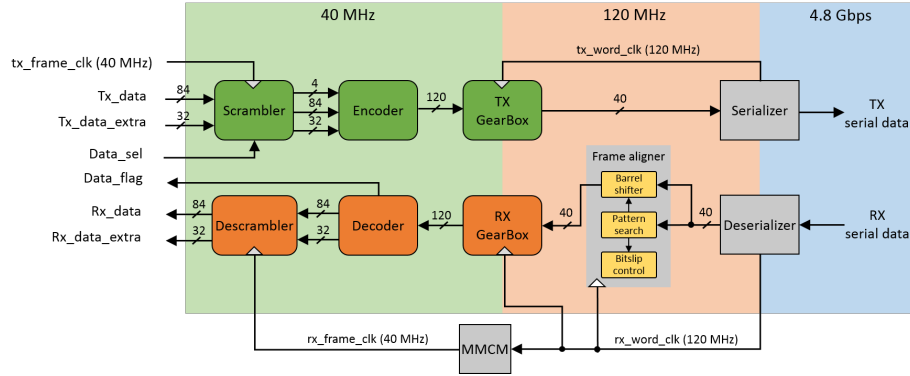 40 MHz
120 MHz
4.8 Gbps
tx_frame_clk (40 MHz)
tx_word_clk (120 MHz)
Tx_data
84
Tx_data_extra
32
Data_sel
Scrambler
4
84
32
Encoder
120
TX
GearBox
40
Serializer
TX
serial data
Data_flag
Rx_data
84
Rx_data_extra
32
Descrambler
84
32
Decoder
120
RX
GearBox
40
Frame aligner
Barrel
shifter
Pattern
search
Bitslip
control
40
Deserializer
RX
serial data
rx_frame_clk (40 MHz)
MMCM
rx_word_clk (120 MHz)